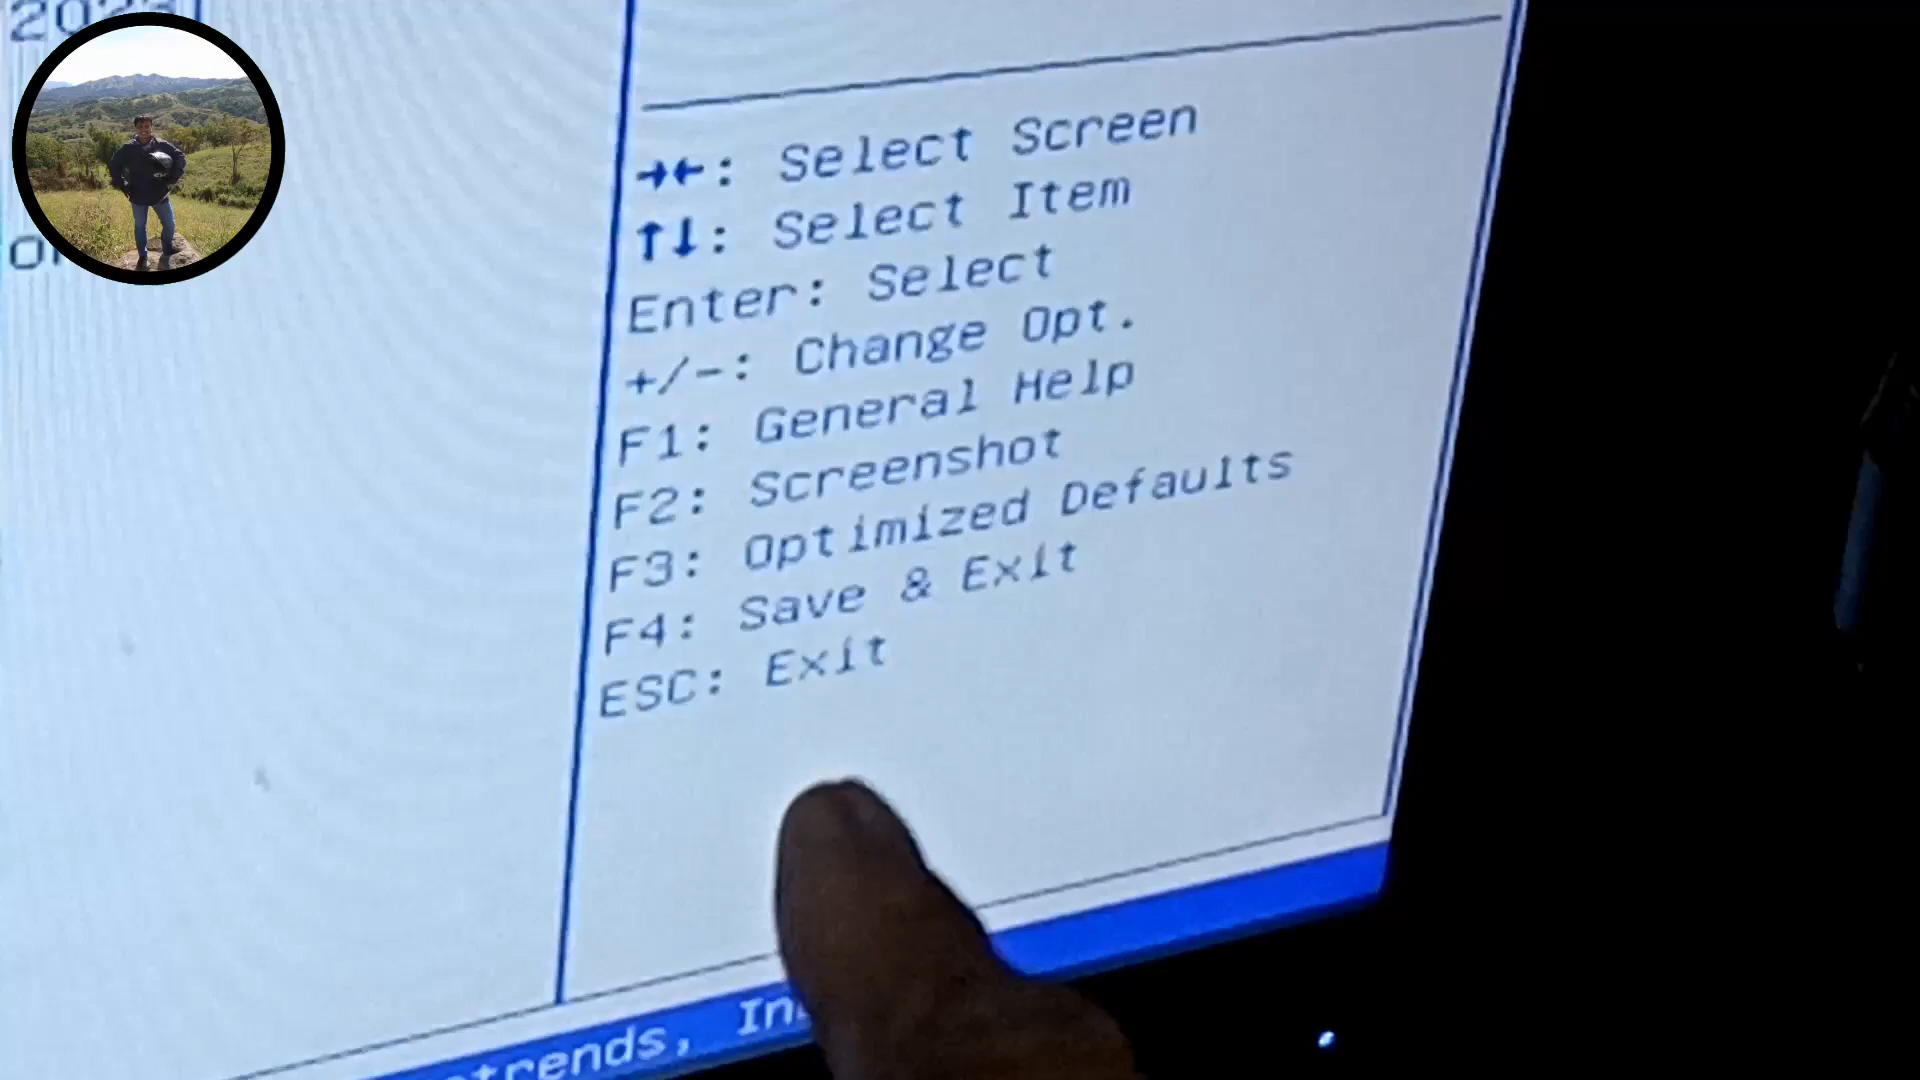 →←: Select Screen
↑↓: Select Item
Enter: Select
+/-: Change Opt.
F1: General Help
F2: Screenshot
F3: Optimized Defaults
F4: Save & Exit
ESC: Exit